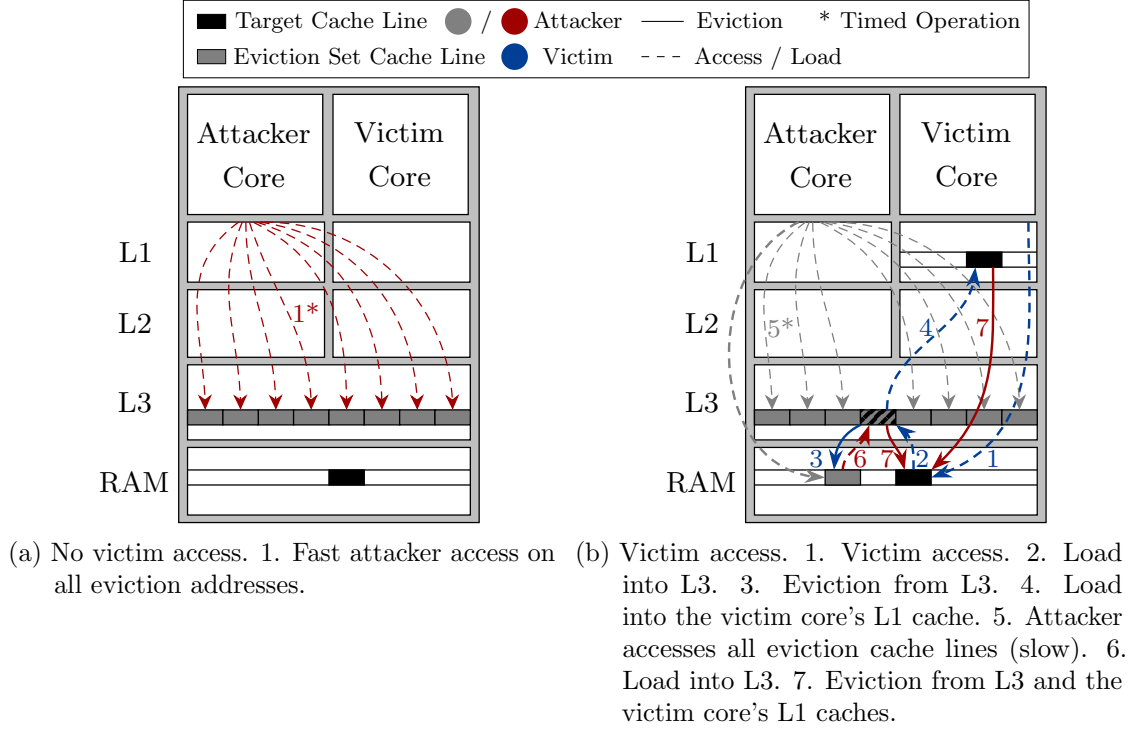 Target Cache Line / Attacker Eviction * Timed Operation
Eviction Set Cache Line Victim Access / Load
Attacker Core
Victim Core
L1
L2
L3
RAM
1*
Attacker Core
Victim Core
L1
L2
L3
RAM
5*
4
7
3
6
7
2
1
(a) No victim access. 1. Fast attacker access on
all eviction addresses.
(b) Victim access. 1. Victim access. 2. Load
into L3. 3. Eviction from L3. 4. Load
into the victim core's L1 cache. 5. Attacker
accesses all eviction cache lines (slow). 6.
Load into L3. 7. Eviction from L3 and the
victim core's L1 caches.